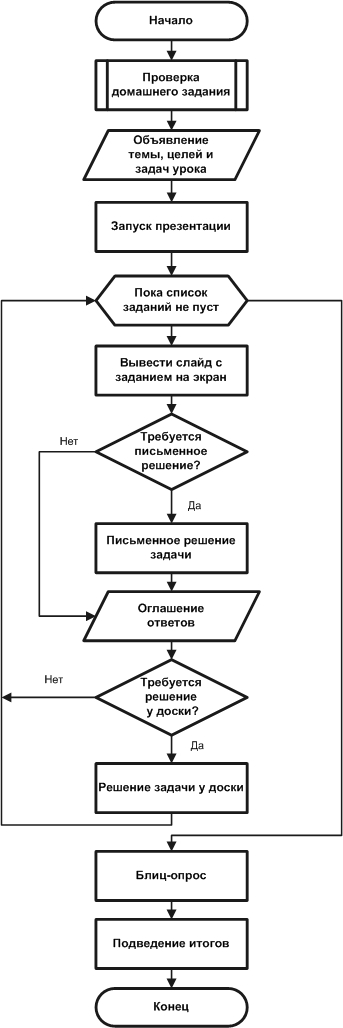 Начало
Проверка
домашнего задания
Объявление
темы, целей и
задач урока
Запуск презентации
Пока список
заданий не пуст
Вывести слайд с
заданием на экран
Требуется
письменное
решение?
Нет
Да
Письменное решение
задачи
Оглашение
ответов
Требуется
решение
у доски?
Нет
Да
Решение задачи у доски
Блиц-опрос
Подведение итогов
Конец